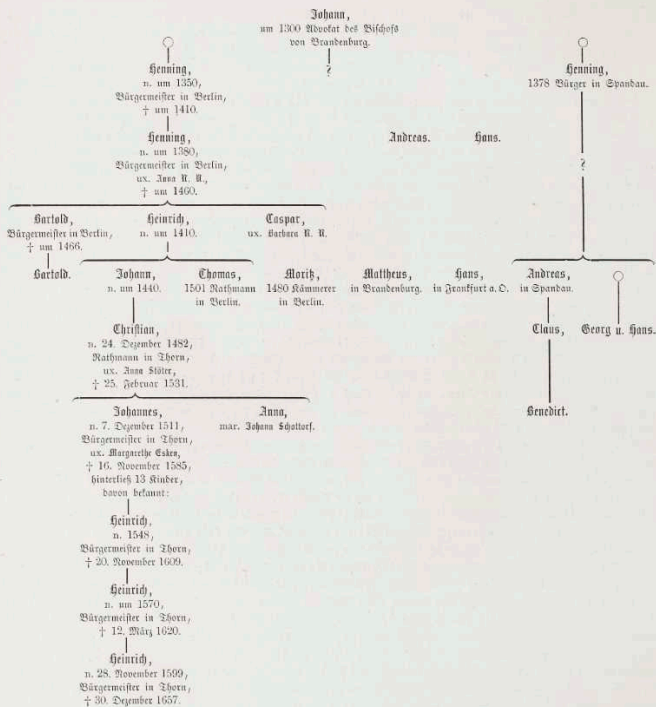 Johann,
um 1300 Advokat des Bischofs
von Brandenburg.
?
Henning,
n. um 1350,
Bürgermeister in Berlin,
† um 1410.
Henning,
1378 Bürger in Spandau.
Henning,
n. um 1380,
Bürgermeister in Berlin,
ux. Anna N. N.,
† um 1460.
Andreas.
Hans.
?
Bartold,
Bürgermeister in Berlin,
† um 1466.
Heinrich,
n. um 1410.
Caspar,
ux. Barbara N. N.
Bartold.
Johann,
n. um 1440.
Thomas,
1501 Rathmann
in Berlin.
Moritz,
1480 Kämmerer
in Berlin.
Mattheus,
in Brandenburg.
Hans,
in Frankfurt a. O.
Andreas,
in Spandau.
Christian,
n. 24. Dezember 1482,
Rathmann in Thorn,
ux. Anna Stöter,
† 25. Februar 1531.
Claus,
Georg u. Hans.
Johannes,
n. 7. Dezember 1511,
Bürgermeister in Thorn,
ux. Margarethe Esken,
† 16. November 1585,
hinterließ 13 Kinder,
davon bekannt:
Anna,
mar. Johann Schottorf.
Benedict.
Heinrich,
n. 1548,
Bürgermeister in Thorn,
† 20. November 1609.
Heinrich,
n. um 1570,
Bürgermeister in Thorn,
† 12. März 1620.
Heinrich,
n. 28. November 1599,
Bürgermeister in Thorn,
† 30. Dezember 1657.